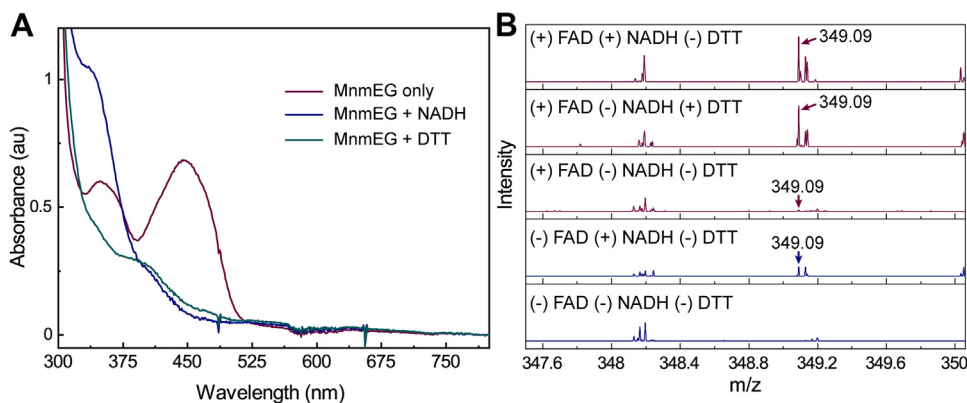 A
Absorbance (au)
1
0.5
0
MnmEG only
MnmEG + NADH
MnmEG + DTT
300 375 450 525 600 675
Wavelength (nm)
B
Intensity
(+) FAD (+) NADH (-) DTT
349.09
(+) FAD (-) NADH (+) DTT
349.09
(+) FAD (-) NADH (-) DTT
349.09
(-) FAD (+) NADH (-) DTT
349.09
(-) FAD (-) NADH (-) DTT
347.6 348 348.4 348.8 349.2 349.6 350
m/z